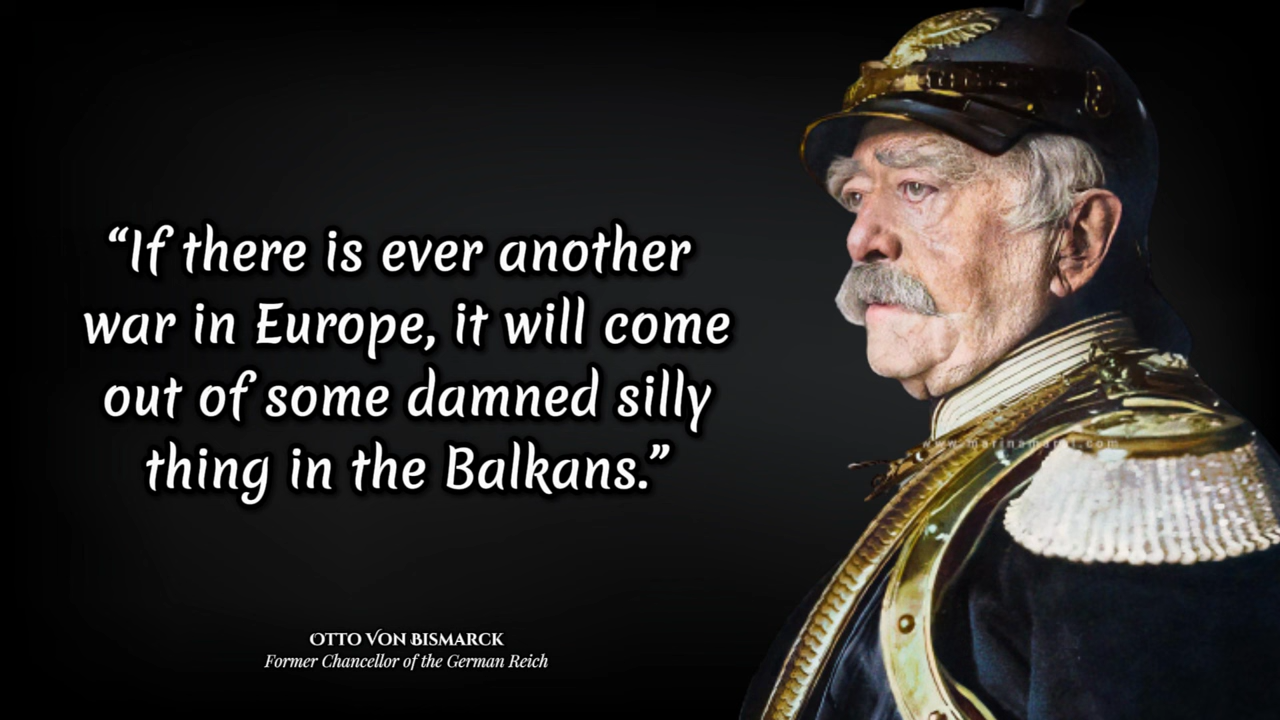 “If there is ever another
war in Europe, it will come
out of some damned silly
thing in the Balkans.”
Otto Von Bismarck
Former Chancellor of the German Reich